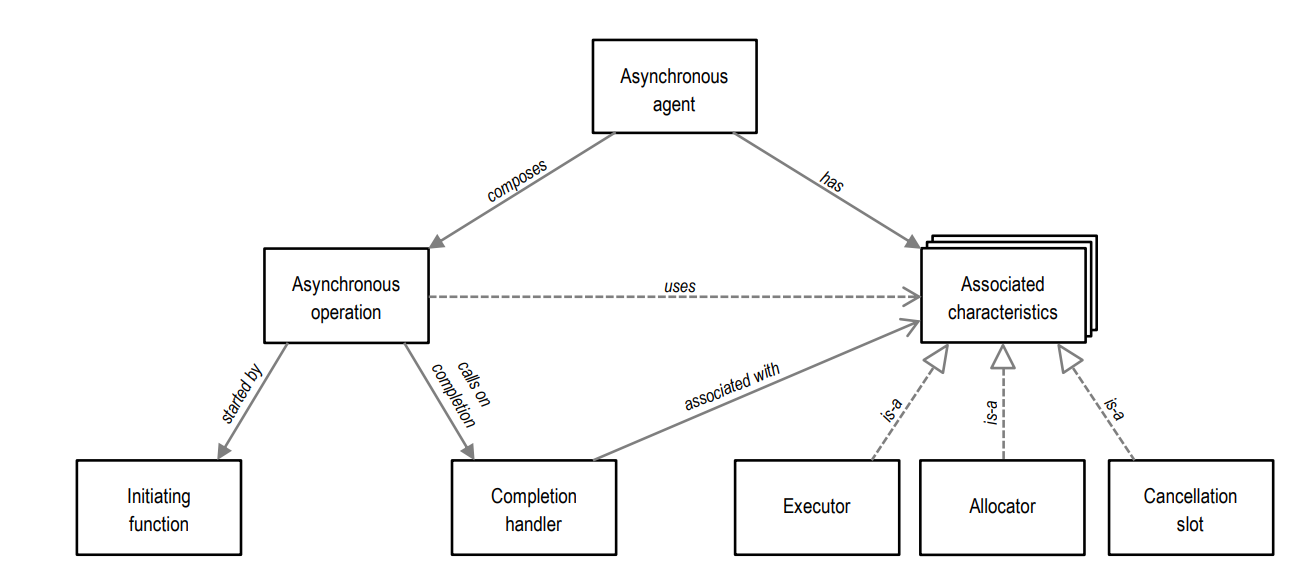 Asynchronous
agent
composes
has
Asynchronous
operation
uses
Associated
characteristics
started by
calls on
completion
associated with
is-a
is-a
is-a
Initiating
function
Completion
handler
Executor
Allocator
Cancellation
slot